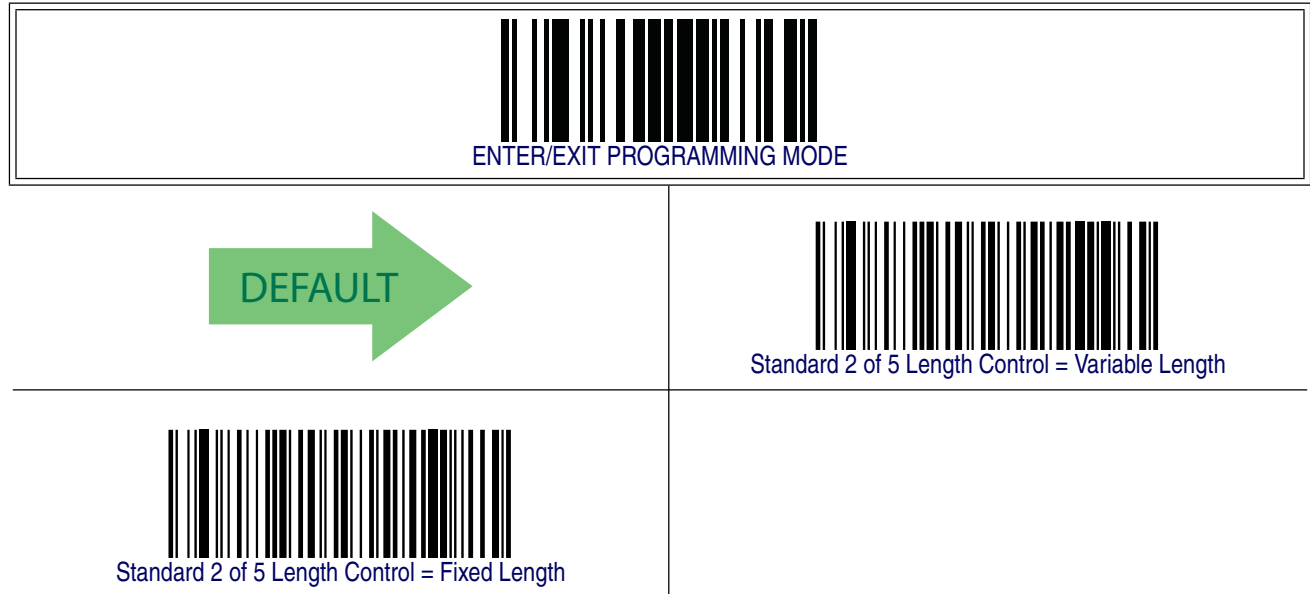 ENTER/EXIT PROGRAMMING MODE
DEFAULT
Standard 2 of 5 Length Control = Variable Length
Standard 2 of 5 Length Control = Fixed Length